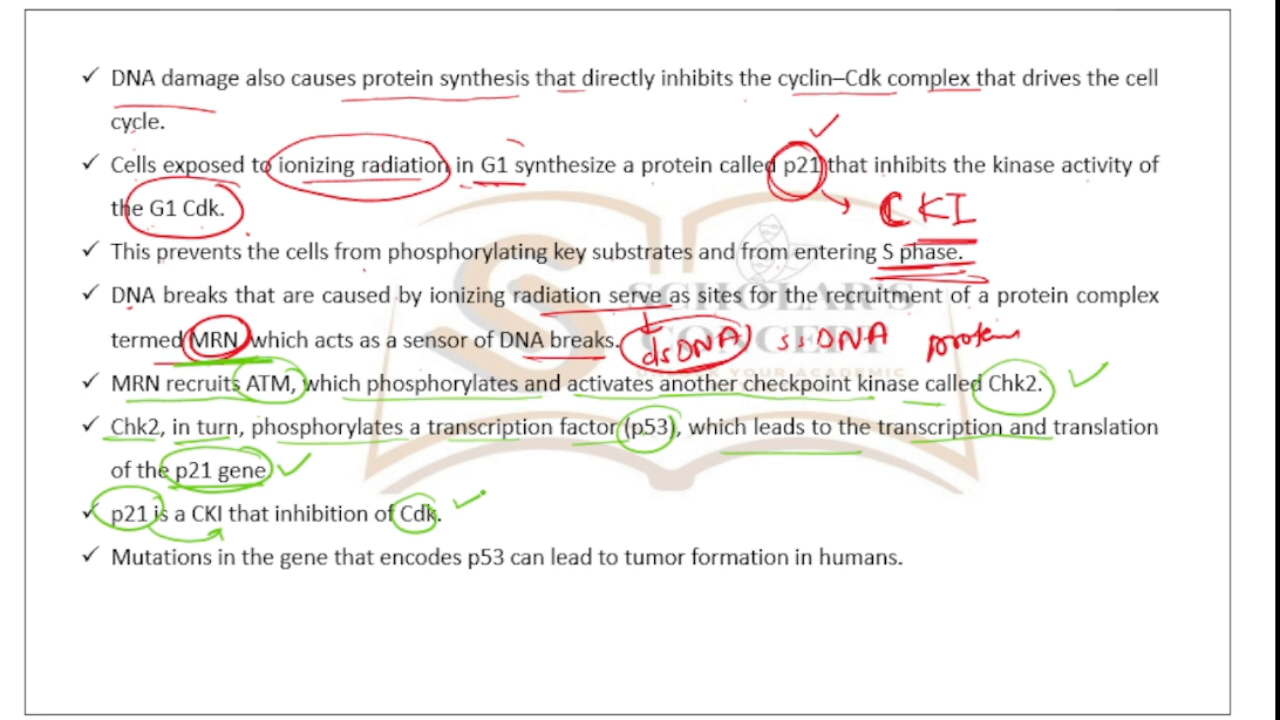 ✓ DNA damage also causes protein synthesis that directly inhibits the cyclin–Cdk complex that drives the cell
cycle.
✓ Cells exposed to ionizing radiation in G1 synthesize a protein called p21 that inhibits the kinase activity of
the G1 Cdk.
CKI
✓ This prevents the cells from phosphorylating key substrates and from entering S phase.
✓ DNA breaks that are caused by ionizing radiation serve as sites for the recruitment of a protein complex
termed MRN which acts as a sensor of DNA breaks. dsDNA ssDNA protein
✓ MRN recruits ATM, which phosphorylates and activates another checkpoint kinase called Chk2.
✓ Chk2, in turn, phosphorylates a transcription factor (p53), which leads to the transcription and translation
of the p21 gene
✓ p21 is a CKI that inhibition of Cdk.
✓ Mutations in the gene that encodes p53 can lead to tumor formation in humans.
SCHOLAR'S
CONCEPT
YOUR ACADEMIC